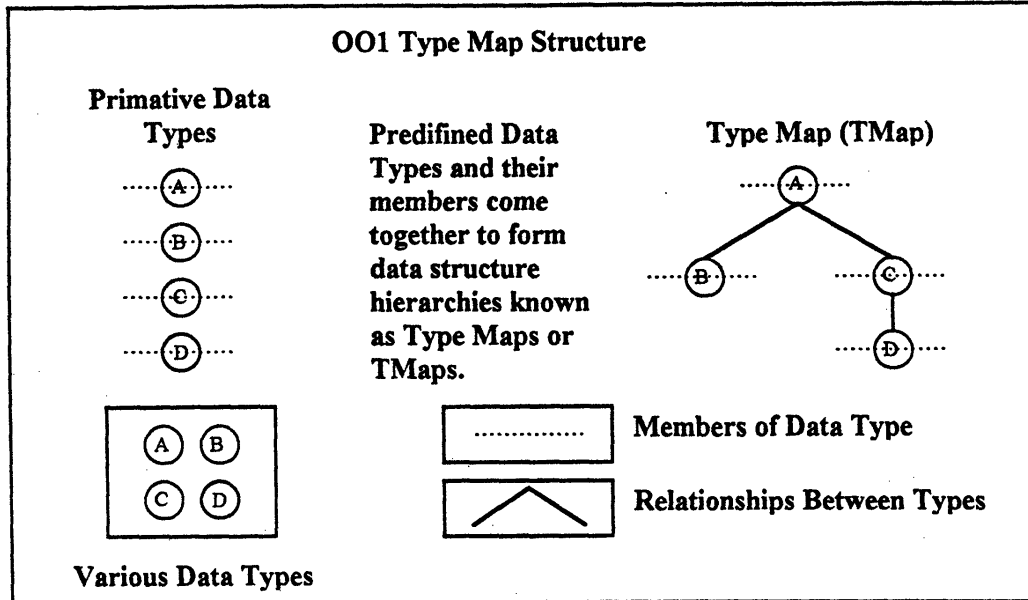 OO1 Type Map Structure
Primative Data
Types
A
B
C
D
Predifined Data
Types and their
members come
together to form
data structure
hierarchies known
as Type Maps or
TMaps.
Type Map (TMap)
A
B
C
D
A B
C D
Various Data Types
Members of Data Type
Relationships Between Types